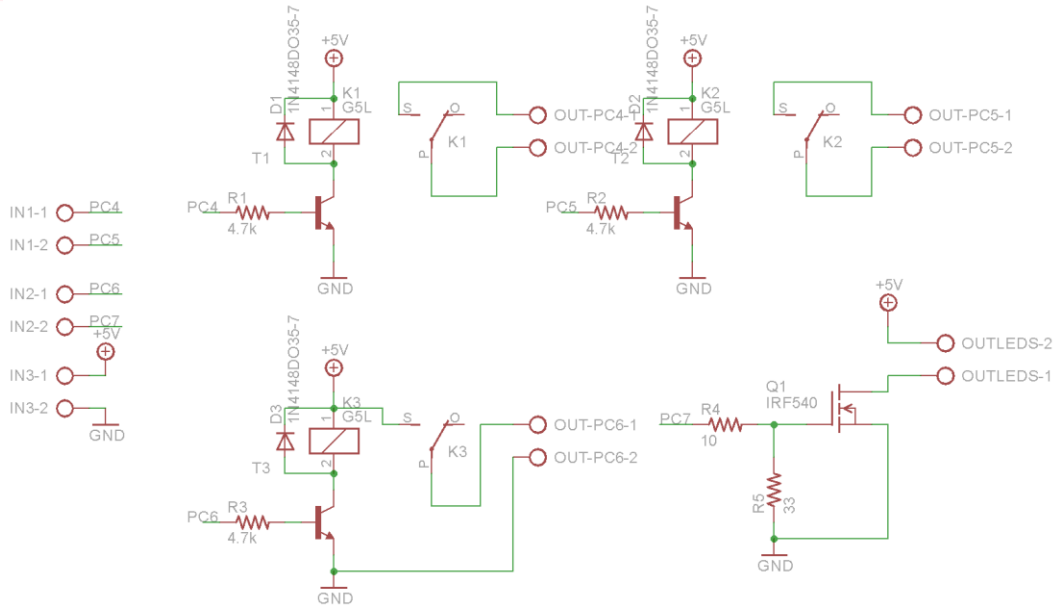 IN1-1
PC4
IN1-2
PC5
IN2-1
PC6
IN2-2
PC7
+5V
IN3-1
IN3-2
GND
+5V
D1
1N4148DO35-7
K1
G5L
1
2
T1
PC4
R1
4.7k
GND
S
O
P
K1
OUT-PC4-1
OUT-PC4-2
+5V
D2
1N4148DO35-7
K2
G5L
1
2
T2
PC5
R2
4.7k
GND
S
O
P
K2
OUT-PC5-1
OUT-PC5-2
+5V
D3
1N4148DO35-7
K3
G5L
1
2
T3
PC6
R3
4.7k
GND
S
O
P
K3
OUT-PC6-1
OUT-PC6-2
+5V
OUTLEDS-2
OUTLEDS-1
Q1
IRF540
PC7
R4
10
R5
33
GND